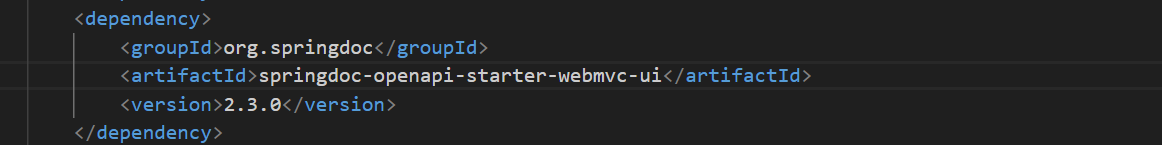 <dependency>
<groupId>org.springdoc</groupId>
<artifactId>springdoc-openapi-starter-webmvc-ui</artifactId>
<version>2.3.0</version>
</dependency>